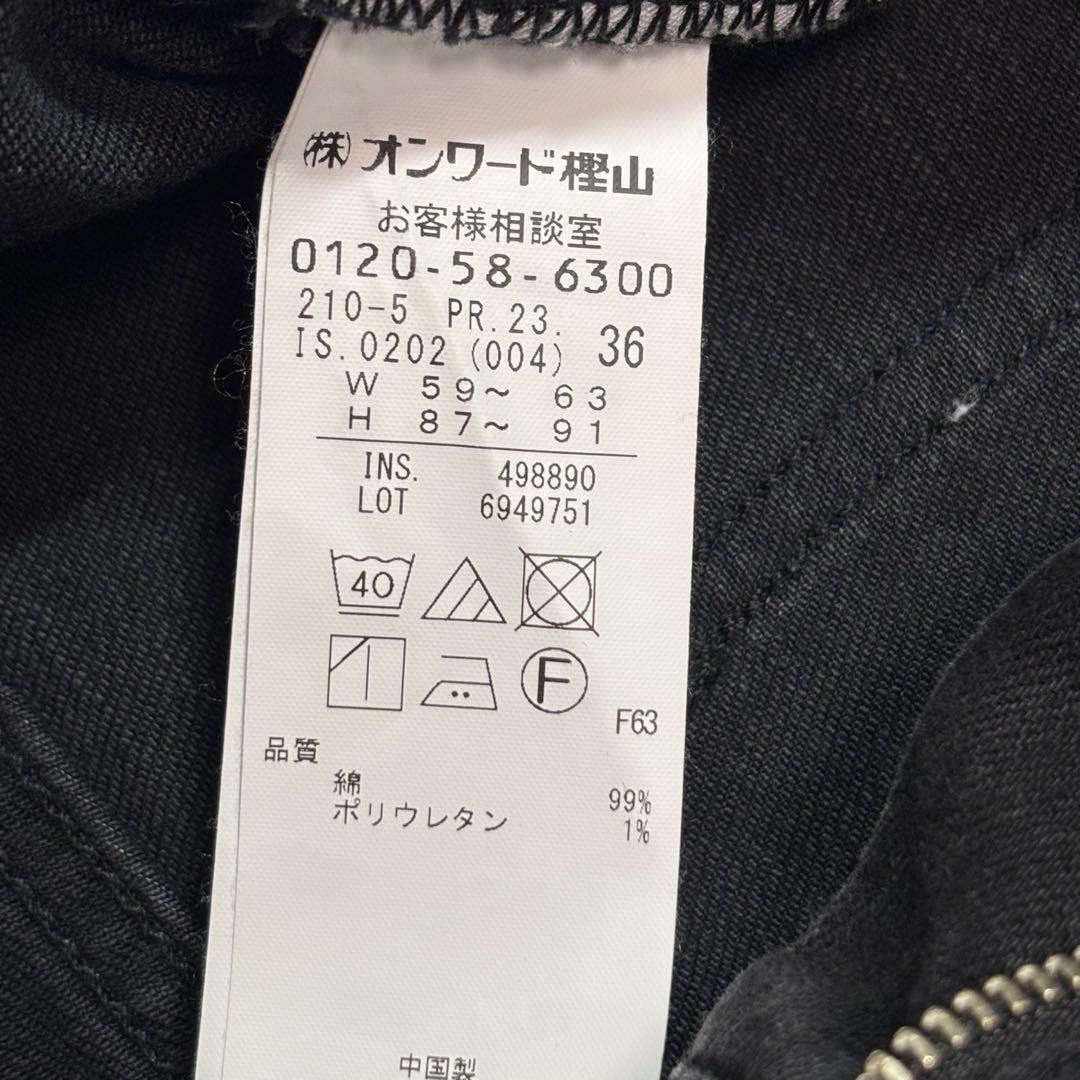 ㈱オンワード樫山
お客様相談室
0120-58-6300
210-5 PR.23. 36
IS.0202 (004)
W 59~ 63
H 87~ 91
INS. 498890
LOT 6949751
40
F
F63
品質
綿 99%
ポリウレタン 1%
中国製